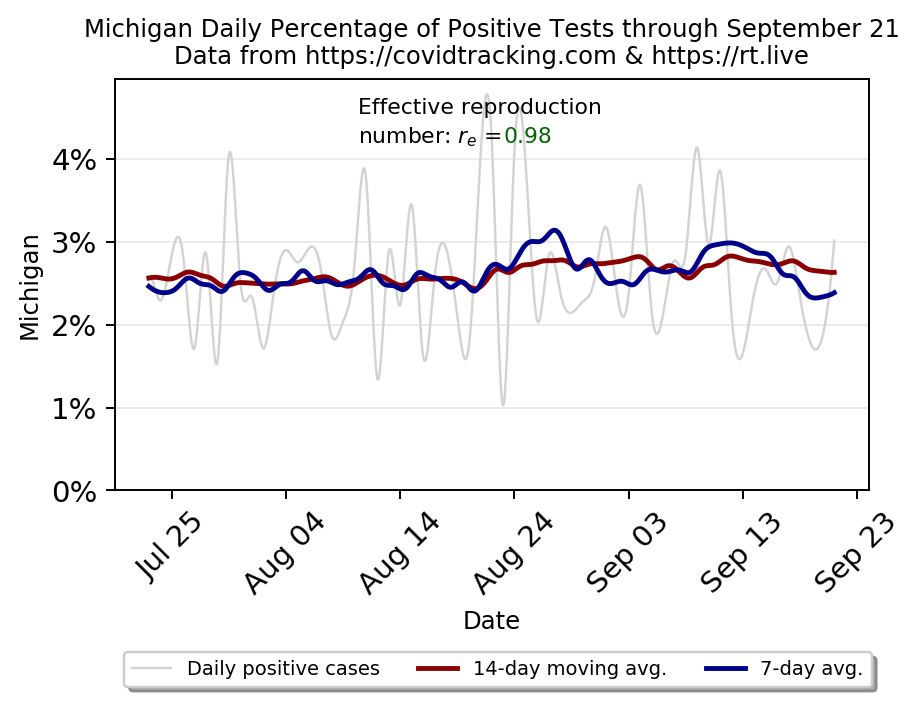 Michigan Daily Percentage of Positive Tests through September 21
Data from https://covidtracking.com & https://rt.live
Effective reproduction
number: rₑ =0.98
4%
3%
2%
1%
0%
Michigan
Jul 25
Aug 04
Aug 14
Aug 24
Sep 03
Sep 13
Sep 23
Date
Daily positive cases
14-day moving avg.
7-day avg.